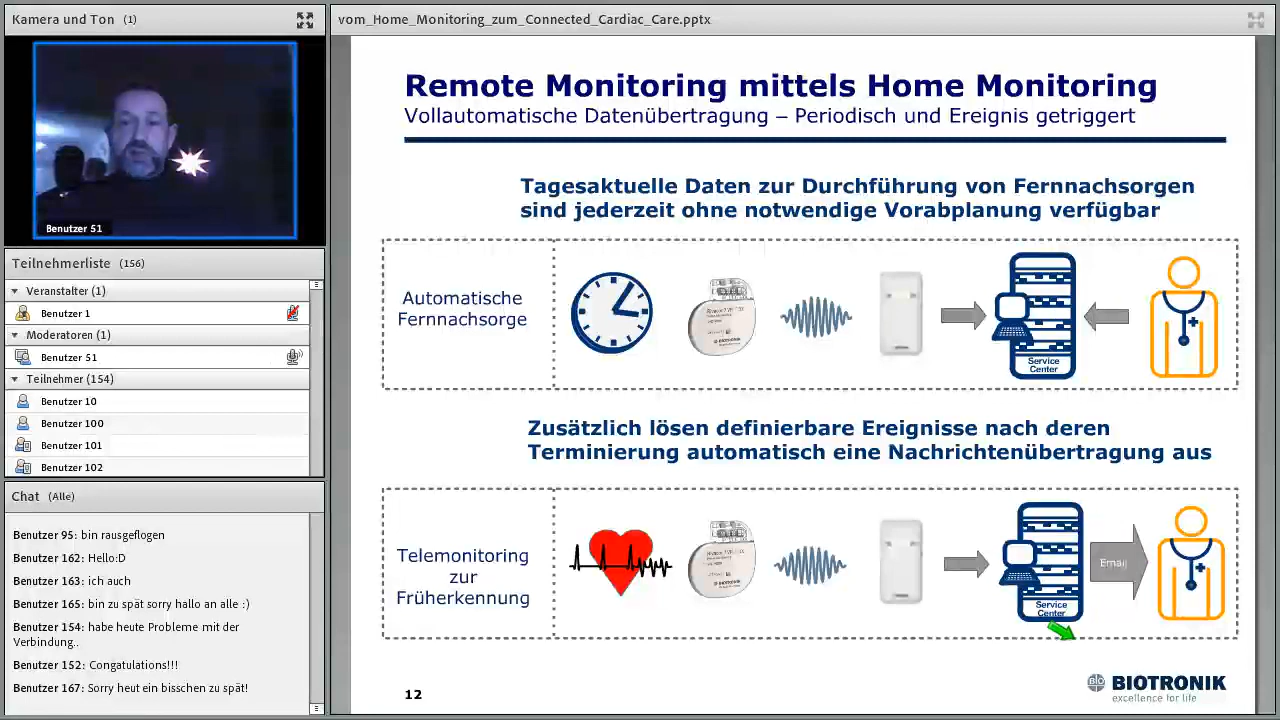 Kamera und Ton (1)
Benutzer 51
Teilnehmerliste (156)
Veranstalter (1)
Benutzer 1
Moderatoren (1)
Benutzer 51
Teilnehmer (154)
Benutzer 10
Benutzer 100
Benutzer 101
Benutzer 102
Chat (Alle)
Benutzer 95: bin rausgeflogen
Benutzer 162: Hello:D
Benutzer 163: ich auch
Benutzer 165: bin zu spät sorry hallo an alle :)
Benutzer 154: habe heute Probleme mit der
Verbindung..
Benutzer 152: Congatulations!!!
Benutzer 167: Sorry heut ein bisschen zu spät!
vom_Home_Monitoring_zum_Connected_Cardiac_Care.pptx
Remote Monitoring mittels Home Monitoring
Vollautomatische Datenübertragung – Periodisch und Ereignis getriggert
Tagesaktuelle Daten zur Durchführung von Fernnachsorgen
sind jederzeit ohne notwendige Vorabplanung verfügbar
Automatische
Fernnachsorge
BIOTRONIK
Service
Center
Zusätzlich lösen definierbare Ereignisse nach deren
Terminierung automatisch eine Nachrichtenübertragung aus
Telemonitoring
zur
Früherkennung
BIOTRONIK
Service
Center
Email
12
BIO BIOTRONIK
excellence for life